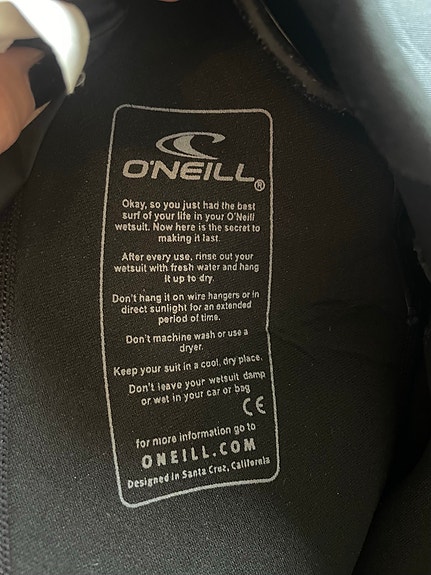 O'NEILL®
Okay, so you just had the best
surf of your life in your O'Neill
wetsuit. Now here is the secret to
making it last.
After every use, rinse out your
wetsuit with fresh water and hang
it up to dry.
Don't hang it on wire hangers or in
direct sunlight for an extended
period of time.
Don't machine wash or use a
dryer.
Keep your suit in a cool, dry place.
Don't leave your wetsuit damp
or wet in your car or bag
CE
for more information go to
ONEILL.COM
Designed in Santa Cruz, California